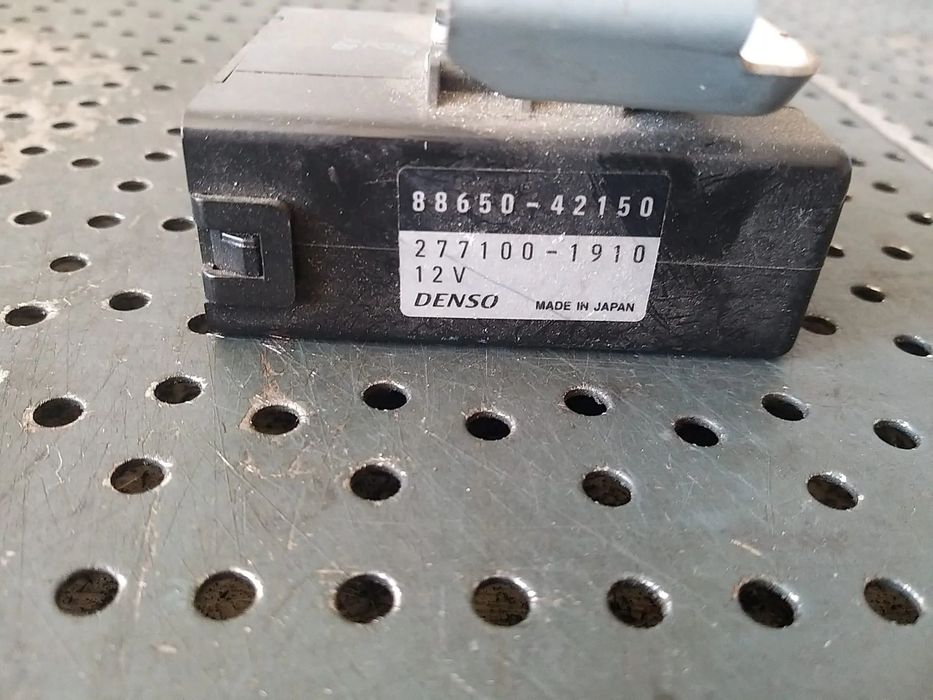 88650-42150
277100-1910
12V
DENSO MADE IN JAPAN